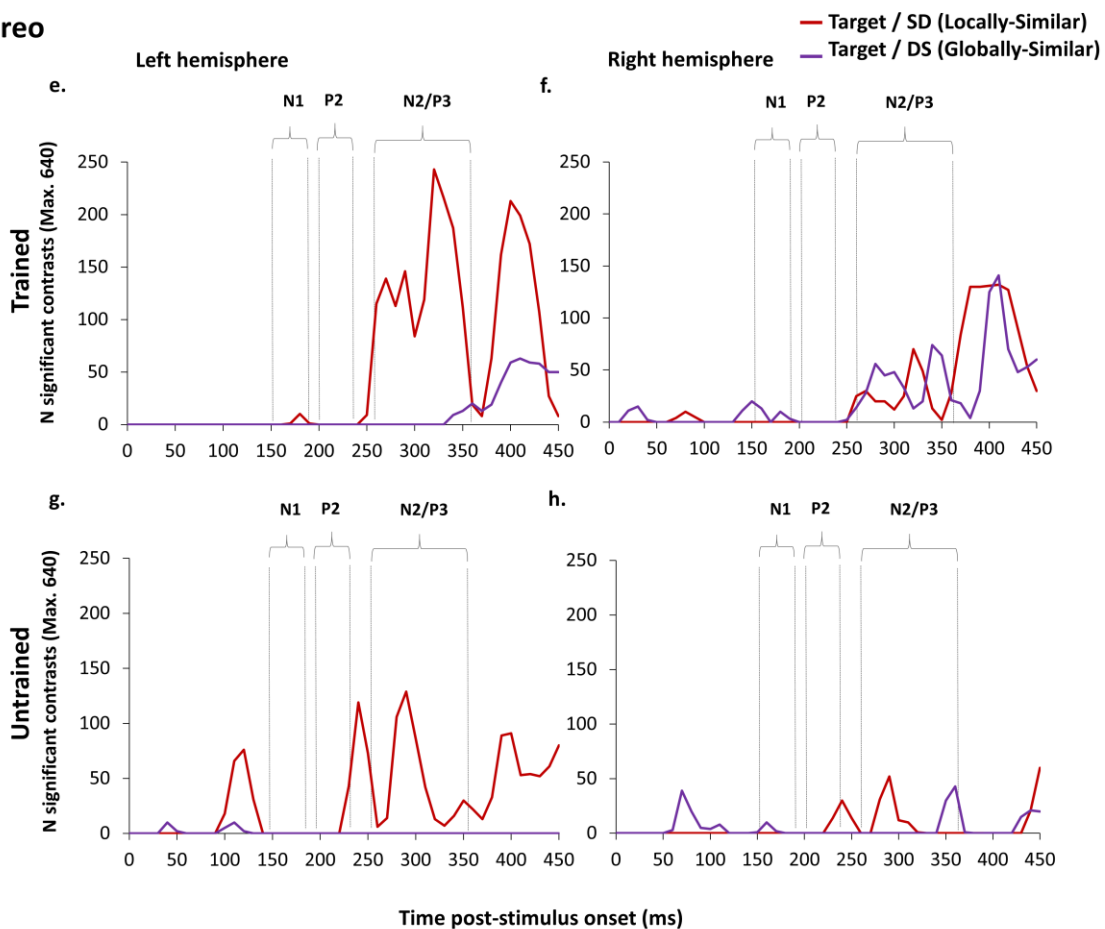 reo
Target / SD (Locally-Similar)
Target / DS (Globally-Similar)
Left hemisphere
Right hemisphere
e.
f.
N1 P2 N2/P3
N1 P2 N2/P3
Trained
N significant contrasts (Max. 640)
250
200
150
100
50
0
0 50 100 150 200 250 300 350 400 450
250
200
150
100
50
0
0 50 100 150 200 250 300 350 400 450
g.
h.
N1 P2 N2/P3
N1 P2 N2/P3
Untrained
N significant contrasts (Max. 640)
250
200
150
100
50
0
0 50 100 150 200 250 300 350 400 450
250
200
150
100
50
0
0 50 100 150 200 250 300 350 400 450
Time post-stimulus onset (ms)